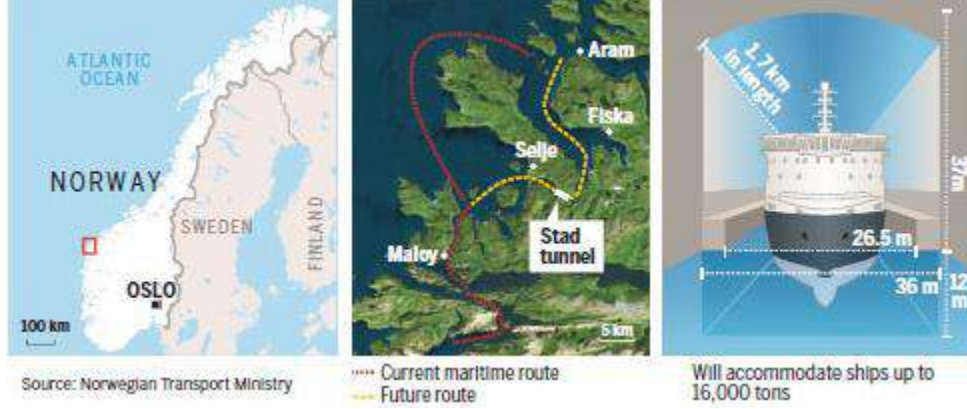 ATLANTIC
OCEAN
NORWAY
SWEDEN
FINLAND
OSLO
100 km
Source: Norwegian Transport Ministry
Aram
Fiska
Selje
Stad
tunnel
Maloy
5 km
Current maritime route
Future route
1.7 km
in length
37m
26.5 m
36 m
12
m
Will accommodate ships up to
16,000 tons